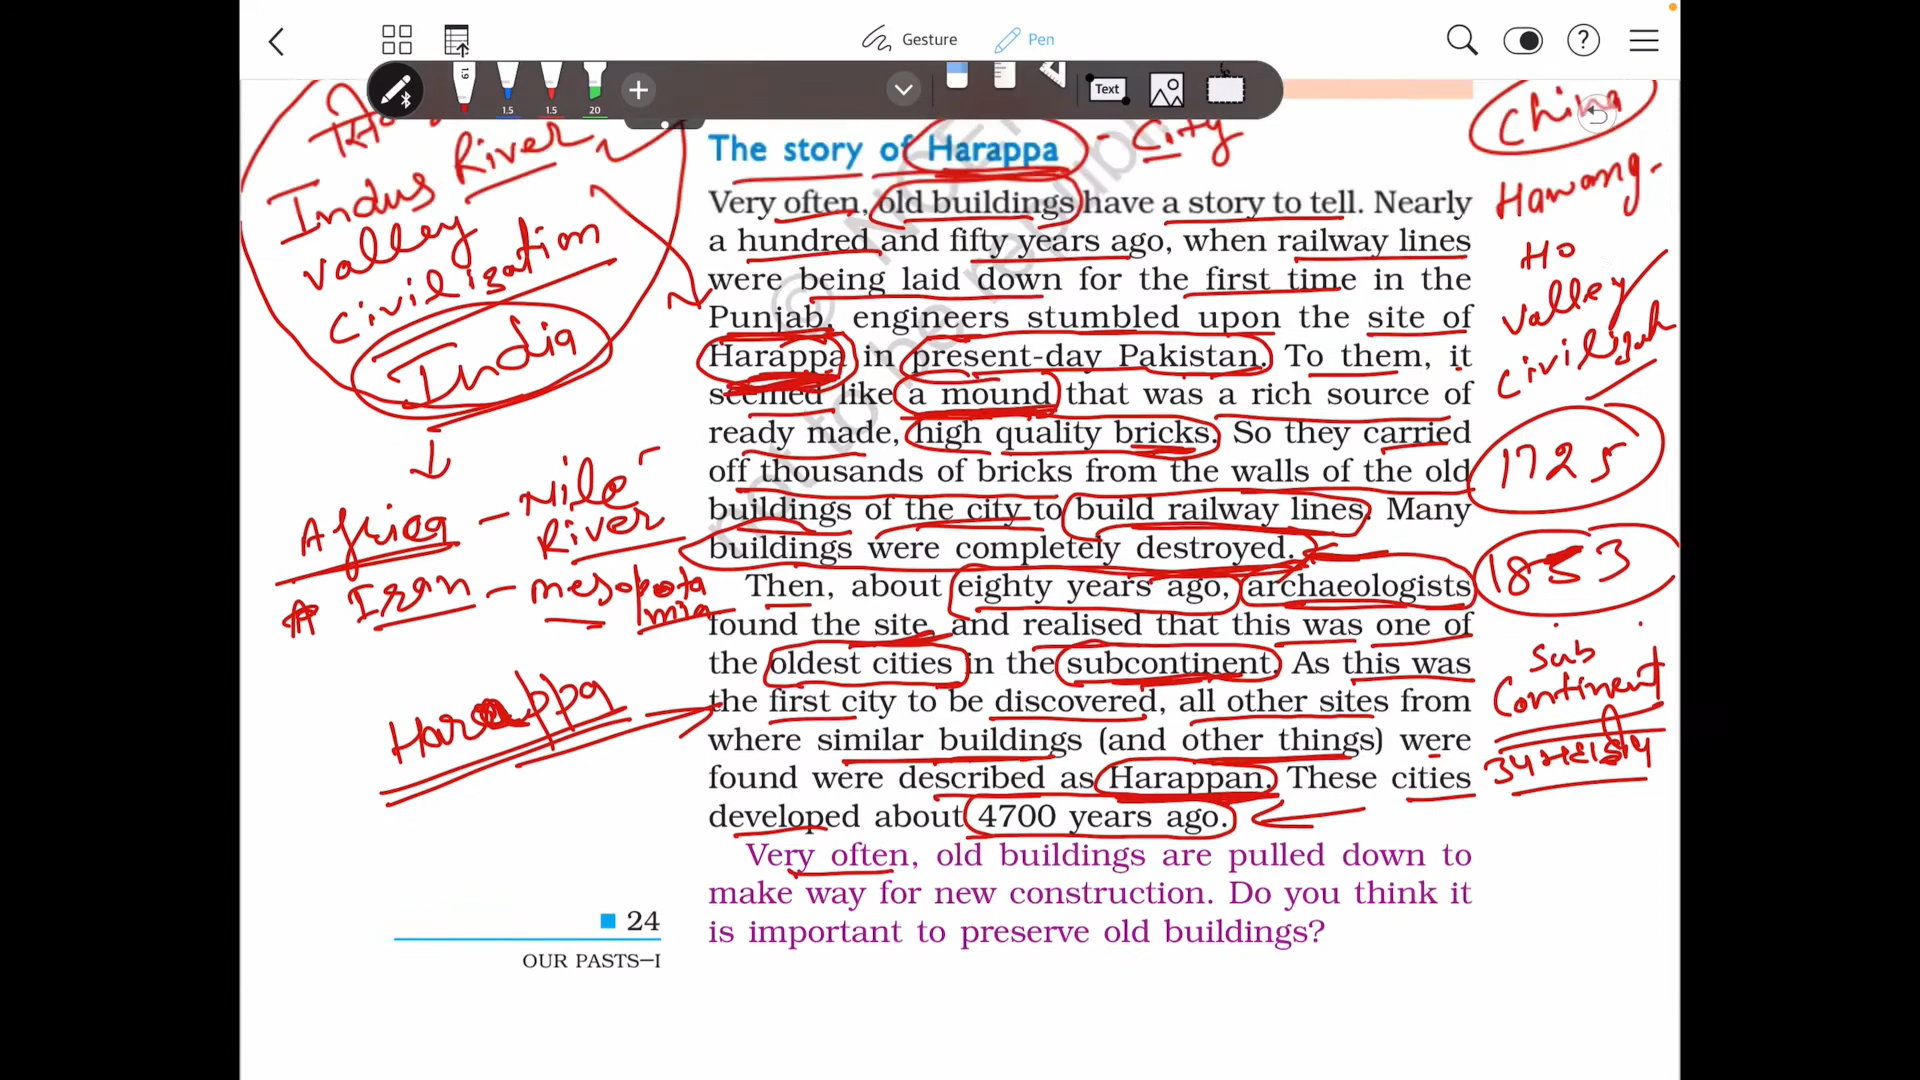 Gesture
Pen
1.9
1.5
1.5
20
Text
The story of Harappa
- City
Very often, old buildings have a story to tell. Nearly
a hundred and fifty years ago, when railway lines
were being laid down for the first time in the
Punjab, engineers stumbled upon the site of
Harappa in present-day Pakistan. To them, it
seemed like a mound that was a rich source of
ready made, high quality bricks. So they carried
off thousands of bricks from the walls of the old
buildings of the city to build railway lines. Many
buildings were completely destroyed.
Then, about eighty years ago, archaeologists
found the site, and realised that this was one of
the oldest cities in the subcontinent. As this was
the first city to be discovered, all other sites from
where similar buildings (and other things) were
found were described as Harappan. These cities
developed about 4700 years ago.
Very often, old buildings are pulled down to
make way for new construction. Do you think it
is important to preserve old buildings?
24
OUR PASTS–I
Indus River
valley
civilization
India
Africa - Nile
River
Iran - mesopota
mia
Harappa
China
Hawang-
Ho
valley
1725
1853
Sub
Continent